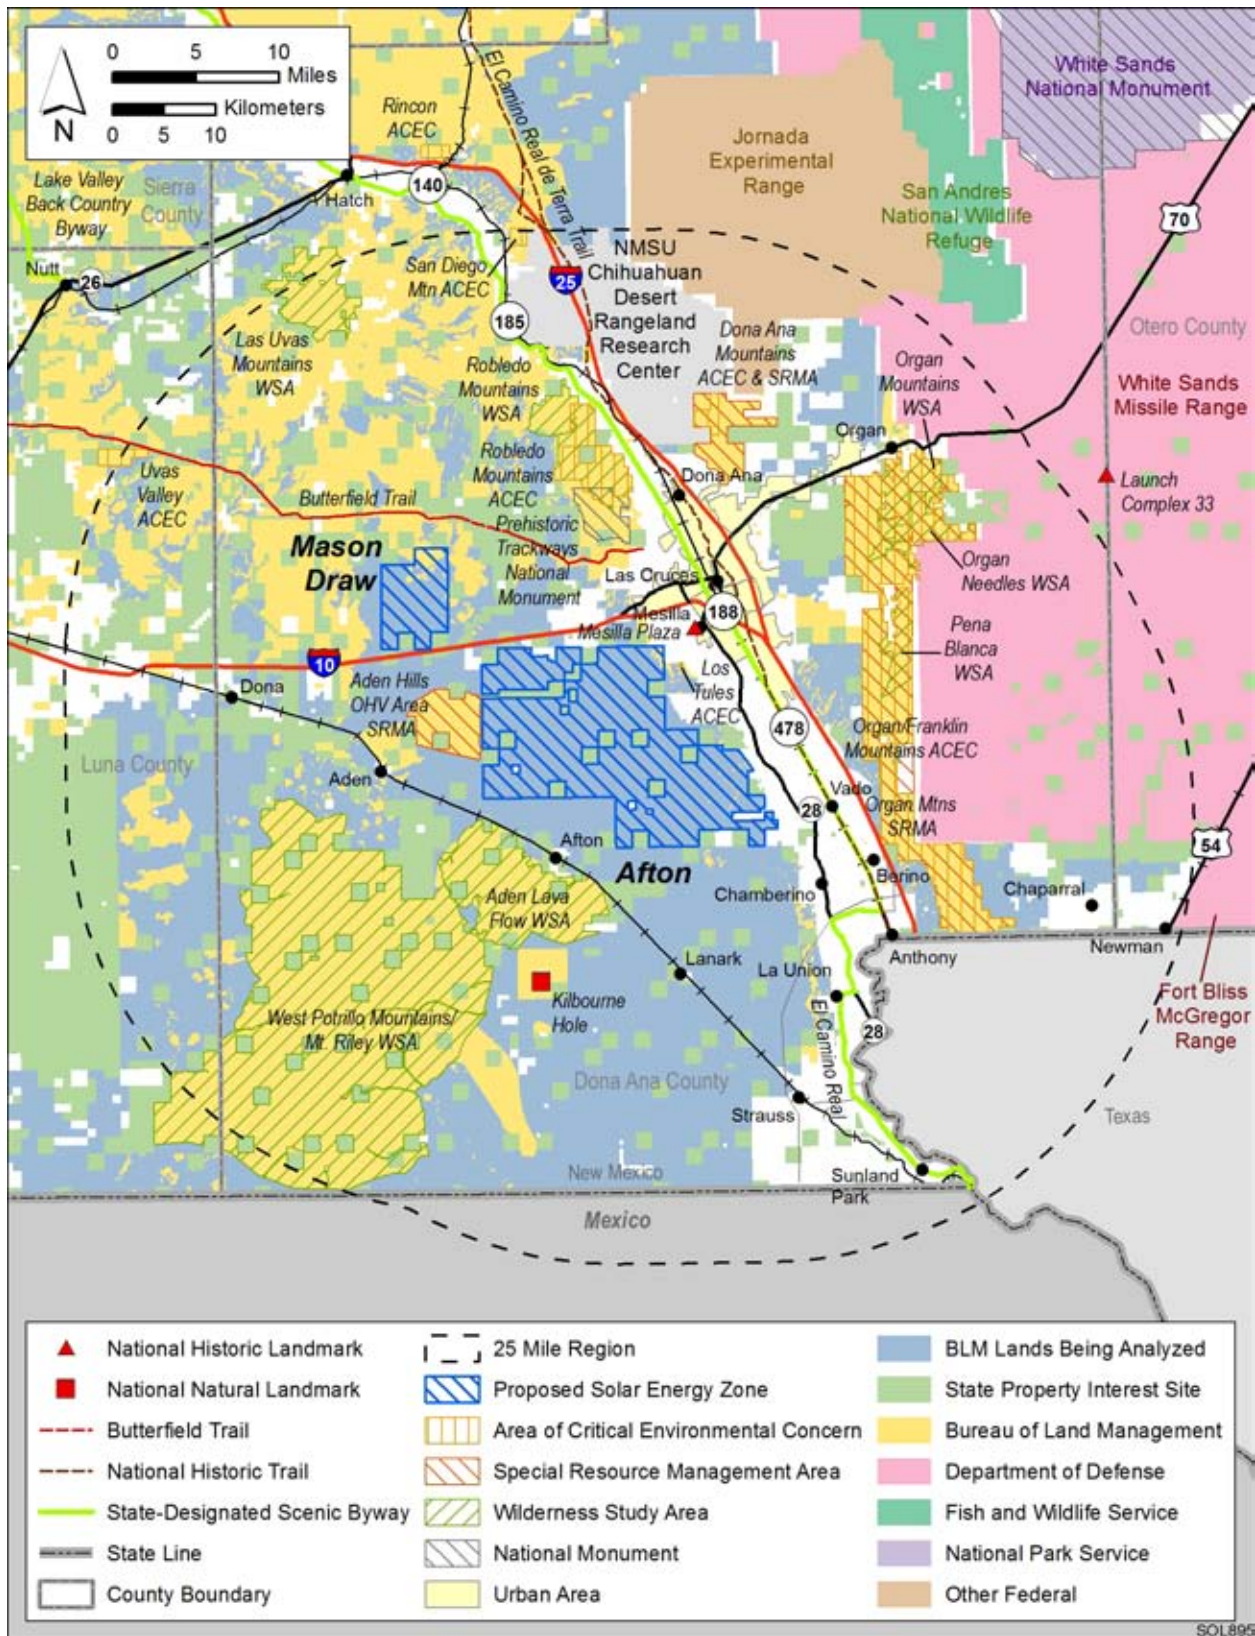 0 5 10
Miles
Kilometers
0 5 10
N
El Camino Real de Terra Trail
Rincon
ACEC
White Sands
National Monument
Jornada
Experimental
Range
San Andres
National Wildlife
Refuge
Lake Valley
Back Country
Byway
Sierra
County
Hatch
140
70
Nutt
26
San Diego
Mtn ACEC
25
NMSU
Chihuahuan
Desert
Rangeland
Research
Center
185
Las Uvas
Mountains
WSA
Robledo
Mountains
WSA
Dona Ana
Mountains
ACEC & SRMA
Organ
Mountains
WSA
Otero County
White Sands
Missile Range
Organ
Uvas
Valley
ACEC
Butterfield Trail
Robledo
Mountains
ACEC
Dona Ana
Launch
Complex 33
Mason
Draw
Prehistoric
Trackways
National
Monument
Las Cruces
188
Mesilla
Mesilla Plaza
Organ
Needles WSA
Pena
Blanca
WSA
10
Dona
Aden Hills
OHV Area
SRMA
Los
Tules
ACEC
478
Organ/Franklin
Mountains ACEC
Luna County
Aden
Vado
28
Organ Mtns
SRMA
54
Afton
Afton
Berino
Chamberino
Chaparral
Aden Lava
Flow WSA
Anthony
Newman
Lanark
La Union
Kilbourne
Hole
West Potrillo Mountains/
Mt. Riley WSA
El Camino Real
28
Fort Bliss
McGregor
Range
Dona Ana County
Strauss
Texas
New Mexico
Sunland
Park
Mexico
National Historic Landmark
National Natural Landmark
Butterfield Trail
National Historic Trail
State-Designated Scenic Byway
State Line
County Boundary
25 Mile Region
Proposed Solar Energy Zone
Area of Critical Environmental Concern
Special Resource Management Area
Wilderness Study Area
National Monument
Urban Area
BLM Lands Being Analyzed
State Property Interest Site
Bureau of Land Management
Department of Defense
Fish and Wildlife Service
National Park Service
Other Federal
SOL895